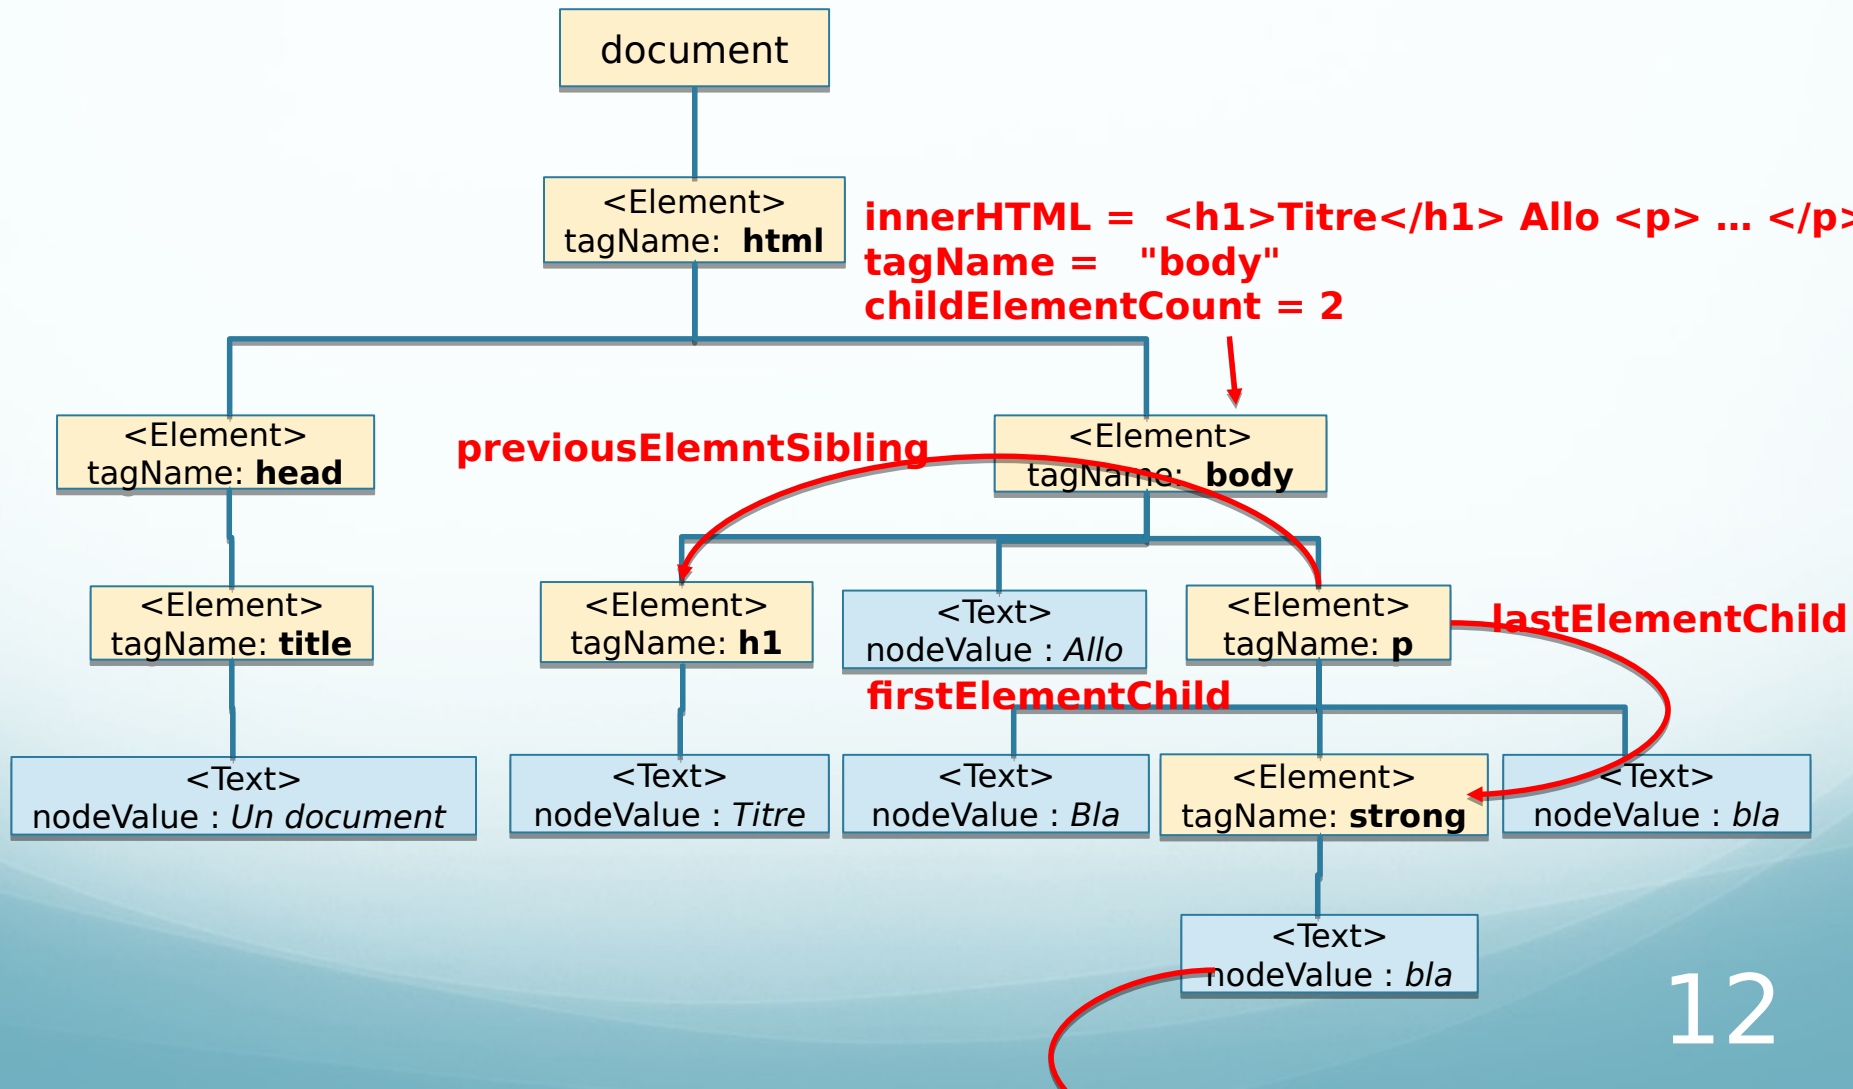 document
<Element>
tagName:  html
innerHTML =  <h1>Titre</h1> Allo <p> … </p>
tagName =   "body"
childElementCount = 2
<Element>
tagName: head
previousElemntSibling
<Element>
tagName:  body
<Element>
tagName: title
<Element>
tagName: h1
<Text>
nodeValue : Allo
<Element>
tagName: p
lastElementChild
firstElementChild
<Text>
nodeValue : Un document
<Text>
nodeValue : Titre
<Text>
nodeValue : Bla
<Element>
tagName: strong
<Text>
nodeValue : bla
<Text>
nodeValue : bla
12